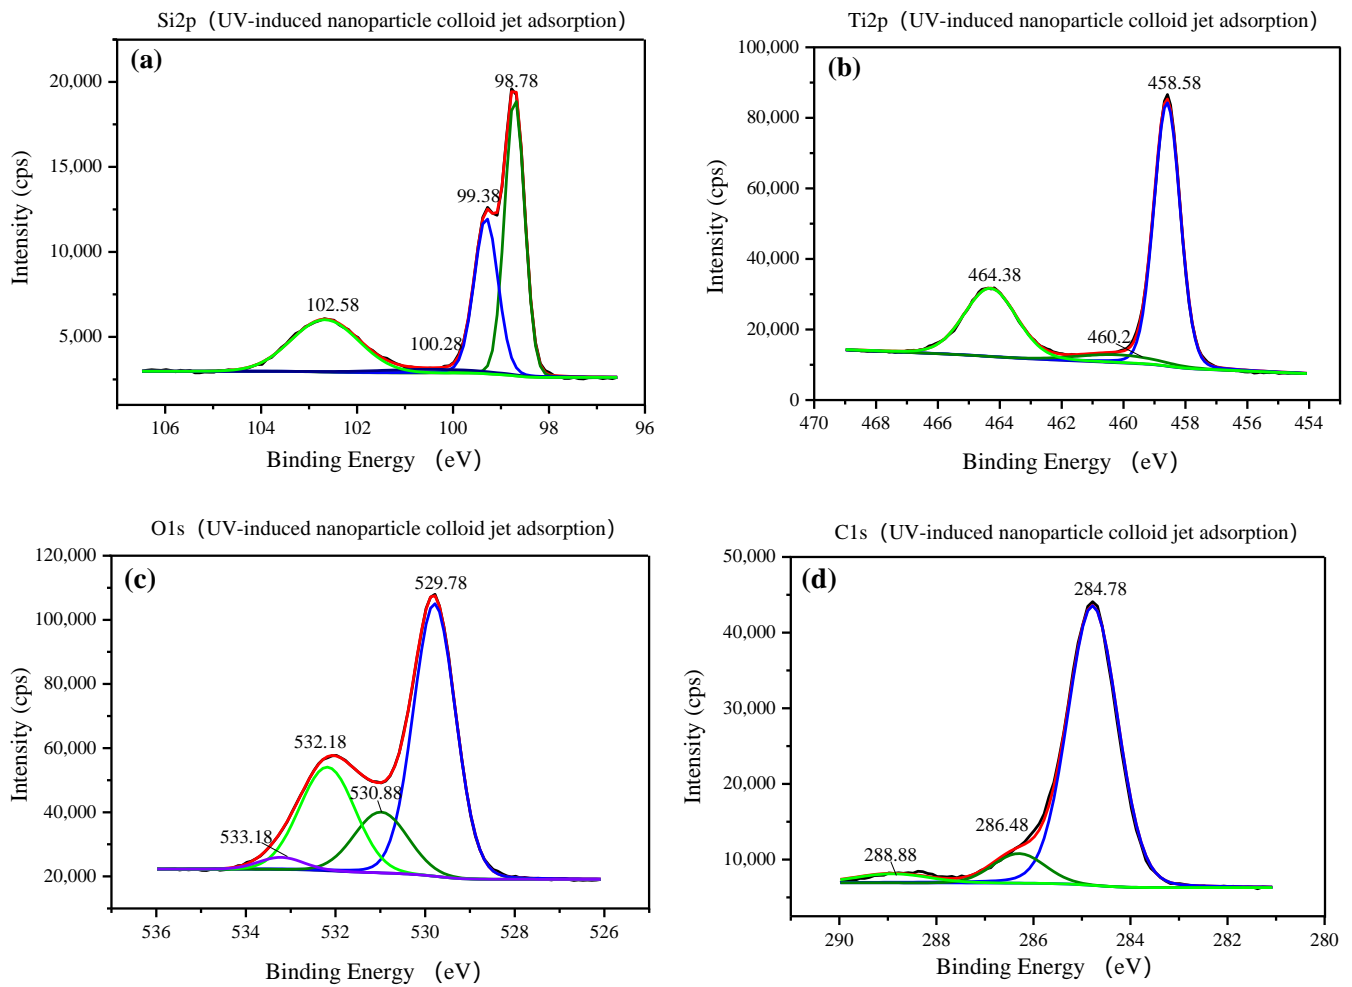 Si2p（UV-induced nanoparticle colloid jet adsorption）
(a)
98.78
99.38
102.58
100.28
20,000
15,000
10,000
5,000
Intensity (cps)
106 104 102 100 98 96
Binding Energy （eV）
Ti2p（UV-induced nanoparticle colloid jet adsorption）
(b)
458.58
464.38
460.2
100,000
80,000
60,000
40,000
20,000
0
Intensity (cps)
470 468 466 464 462 460 458 456 454
Binding Energy （eV）
O1s（UV-induced nanoparticle colloid jet adsorption）
(c)
529.78
532.18
530.88
533.18
120,000
100,000
80,000
60,000
40,000
20,000
Intensity (cps)
536 534 532 530 528 526
Binding Energy （eV）
C1s（UV-induced nanoparticle colloid jet adsorption）
(d)
284.78
286.48
288.88
50,000
40,000
30,000
20,000
10,000
Intensity (cps)
290 288 286 284 282 280
Binding Energy （eV）